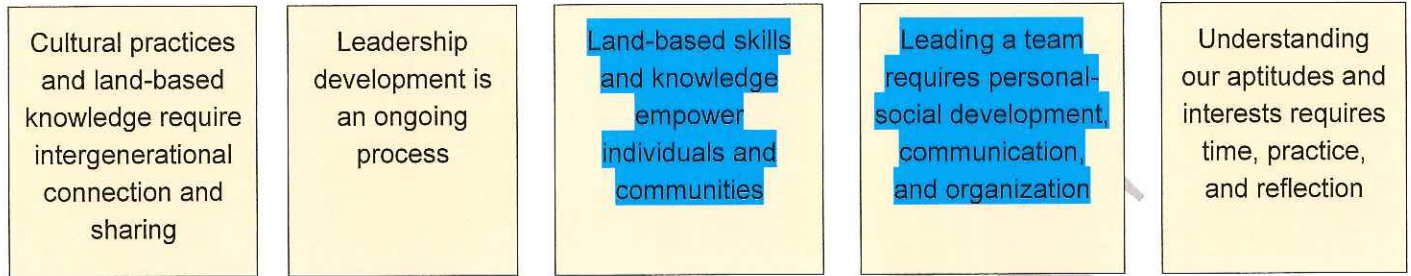 Cultural practices
and land-based
knowledge require
intergenerational
connection and
sharing
Leadership
development is
an ongoing
process
Land-based skills
and knowledge
empower
individuals and
communities
Leading a team
requires personal-
social development,
communication,
and organization
Understanding
our aptitudes and
interests requires
time, practice,
and reflection